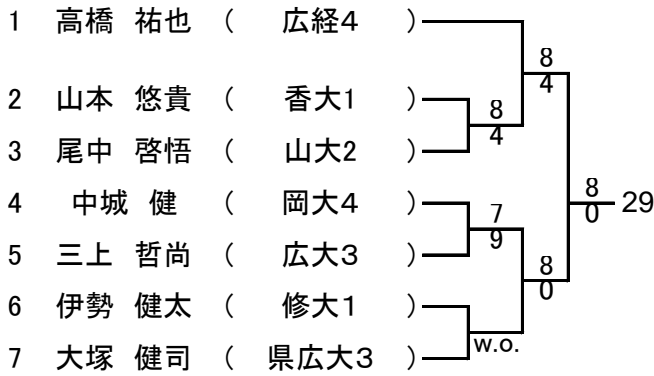 1 高橋 祐也 ( 広経4 )
8
4
2 山本 悠貴 ( 香大1 )
8
4
3 尾中 啓悟 ( 山大2 )
8
0
29
4 中城 健 ( 岡大4 )
7
9
5 三上 哲尚 ( 広大3 )
8
0
6 伊勢 健太 ( 修大1 )
w.o.
7 大塚 健司 ( 県広大3 )